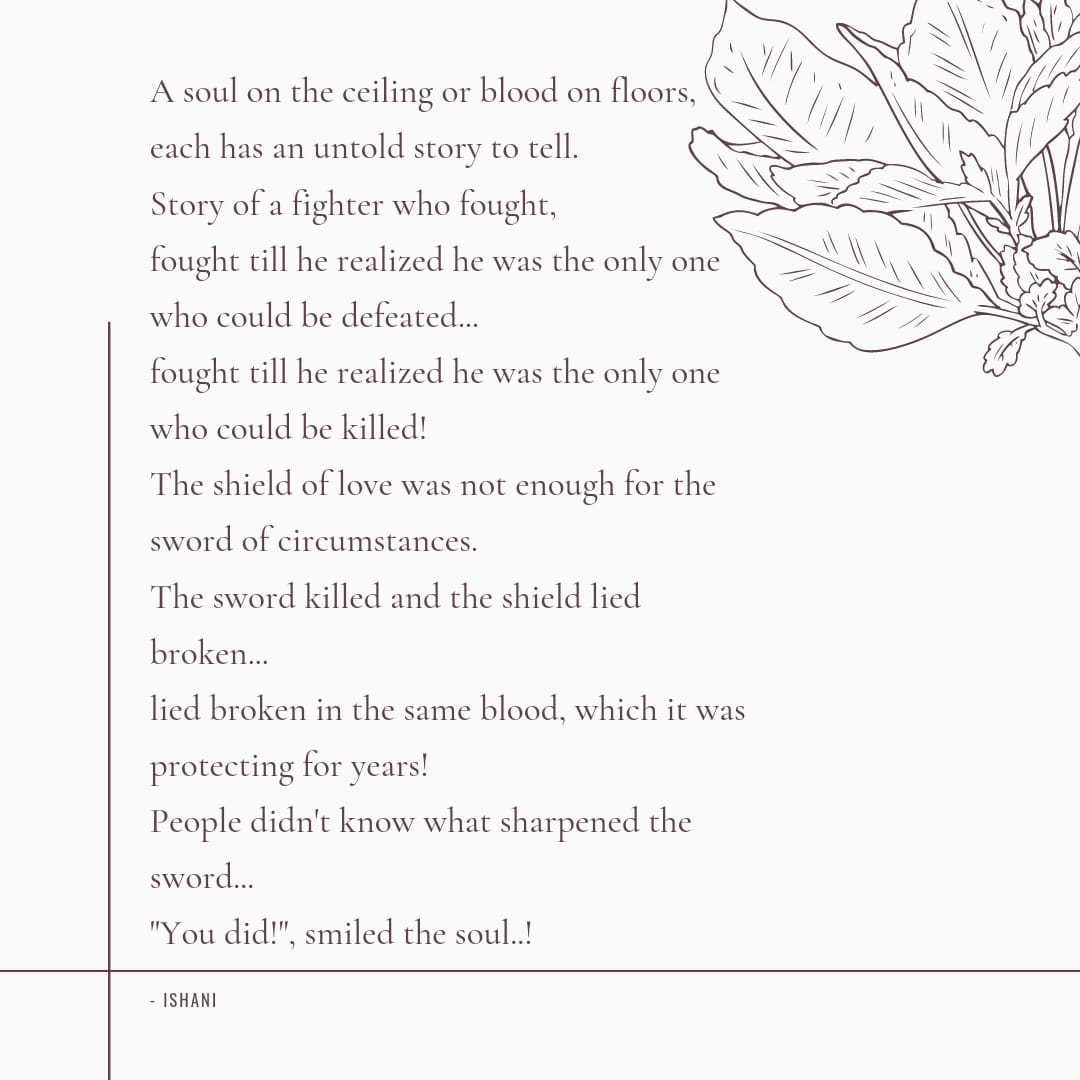 A soul on the ceiling or blood on floors,
each has an untold story to tell.
Story of a fighter who fought,
fought till he realized he was the only one
who could be defeated...
fought till he realized he was the only one
who could be killed!
The shield of love was not enough for the
sword of circumstances.
The sword killed and the shield lied
broken...
lied broken in the same blood, which it was
protecting for years!
People didn't know what sharpened the
sword...
"You did!", smiled the soul..!
- ISHANI